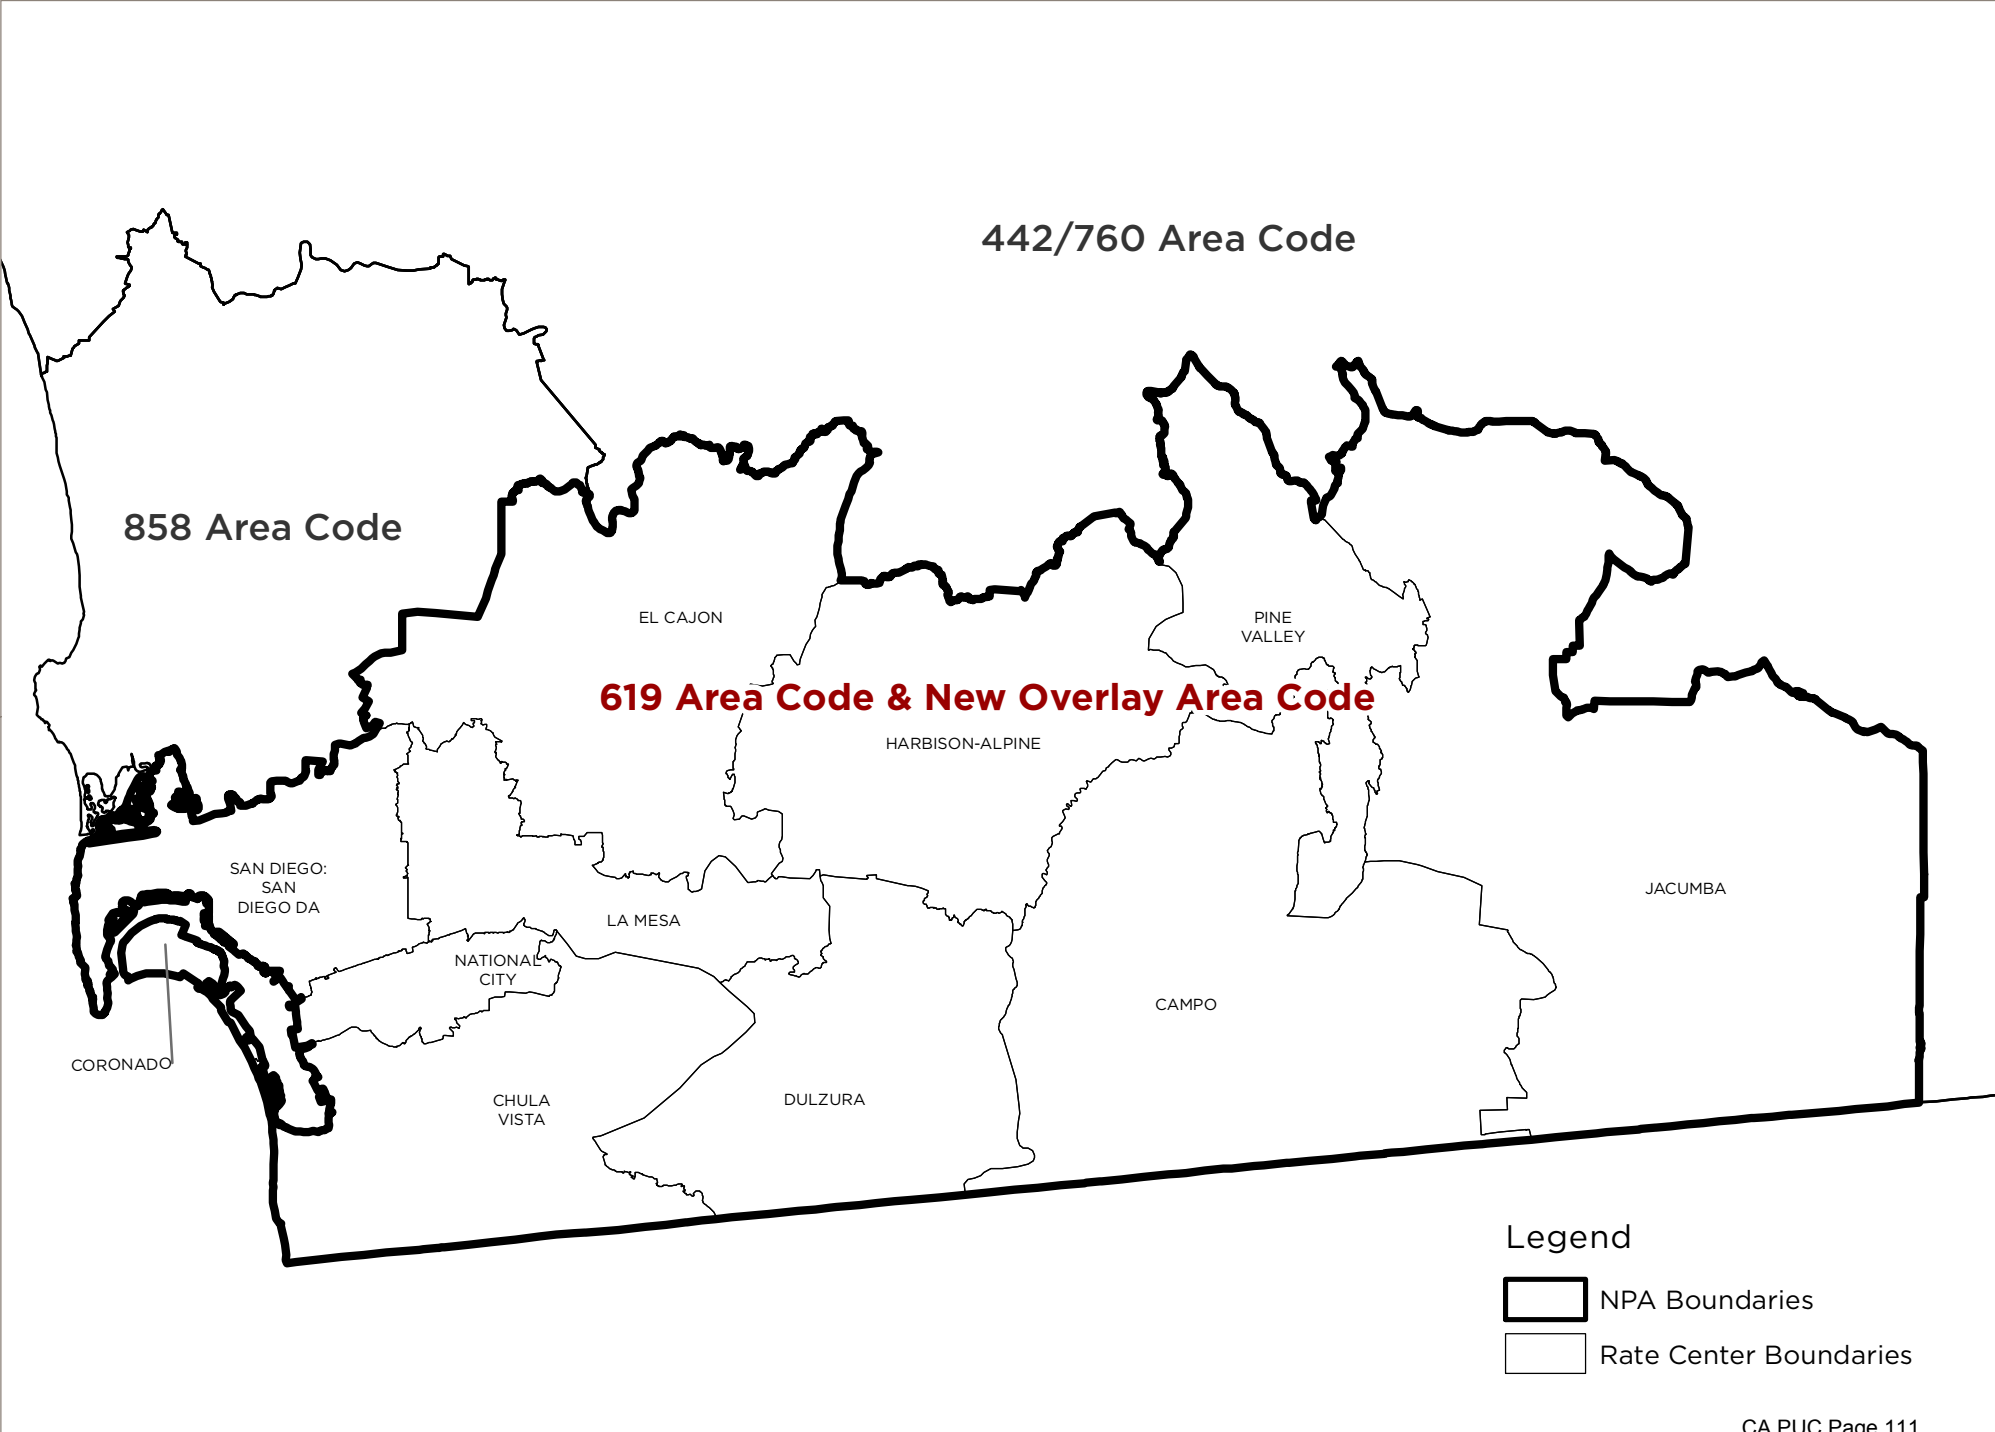 442/760 Area Code
858 Area Code
EL CAJON
PINE
VALLEY
619 Area Code & New Overlay Area Code
HARBISON-ALPINE
SAN DIEGO:
SAN
DIEGO DA
LA MESA
JACUMBA
NATIONAL
CITY
CAMPO
CORONADO
CHULA
VISTA
DULZURA
Legend
NPA Boundaries
Rate Center Boundaries
CA PUC Page 111